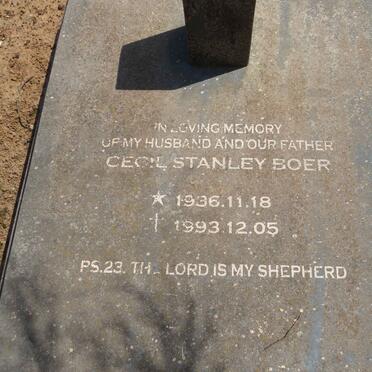 IN LOVING MEMORY
OF MY HUSBAND AND OUR FATHER
CECIL STANLEY BOER
1936.11.18
1993.12.05
PS.23. THE LORD IS MY SHEPHERD